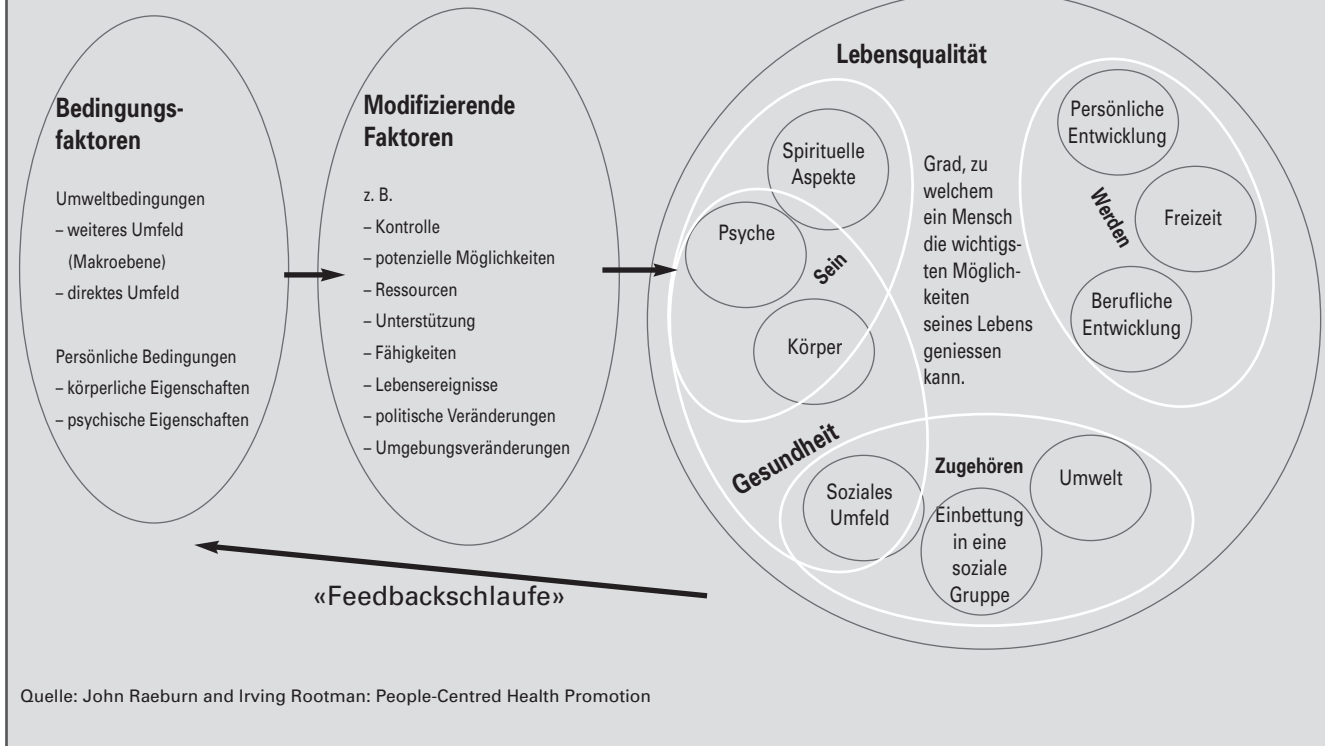 Bedingungs-
faktoren
Umweltbedingungen
– weiteres Umfeld
(Makroebene)
– direktes Umfeld
Persönliche Bedingungen
– körperliche Eigenschaften
– psychische Eigenschaften
Modifizierende
Faktoren
z. B.
– Kontrolle
– potenzielle Möglichkeiten
– Ressourcen
– Unterstützung
– Fähigkeiten
– Lebensereignisse
– politische Veränderungen
– Umgebungsveränderungen
Lebensqualität
Spirituelle
Aspekte
Psyche
Sein
Körper
Grad, zu
welchem
ein Mensch
die wichtigs-
ten Möglich-
keiten
seines Lebens
geniessen
kann.
Persönliche
Entwicklung
Werden
Freizeit
Berufliche
Entwicklung
Gesundheit
Soziales
Umfeld
Zugehören
Einbettung
in eine
soziale
Gruppe
Umwelt
«Feedbackschlaufe»
Quelle: John Raeburn and Irving Rootman: People-Centred Health Promotion